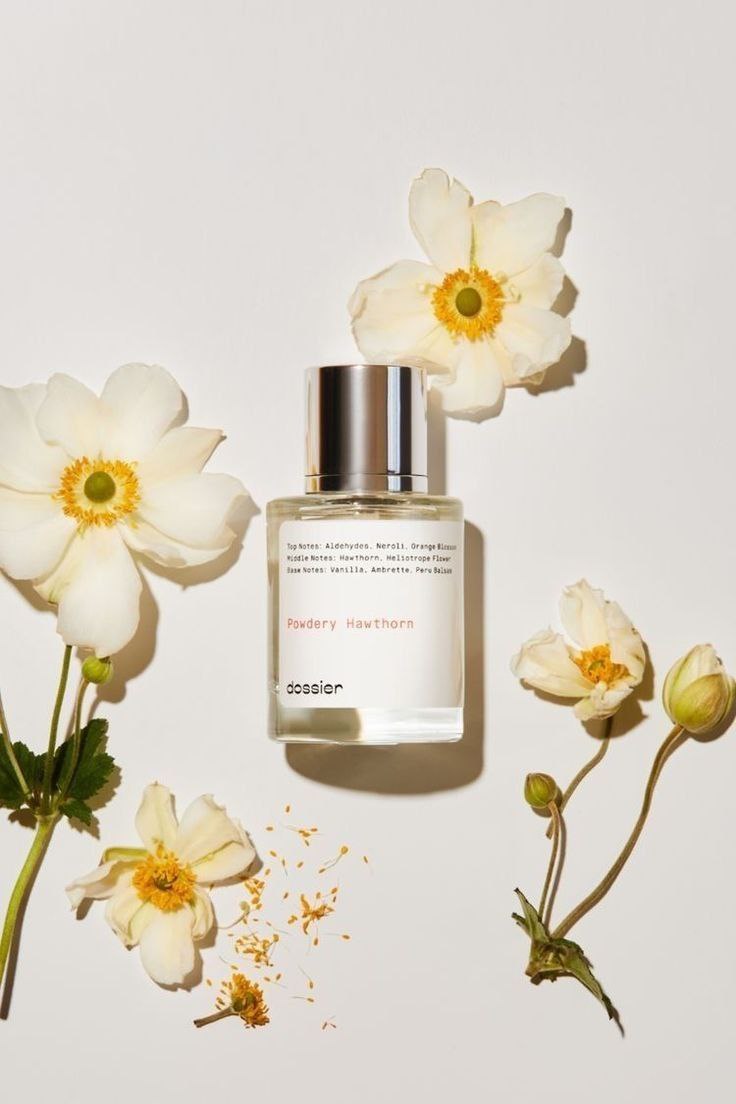 Top Notes: Aldehydes, Neroli, Orange Blossom
Middle Notes: Hawthorn, Heliotrope Flower
Base Notes: Vanilla, Ambrette, Peru Balsam
Powdery Hawthorn
dossier